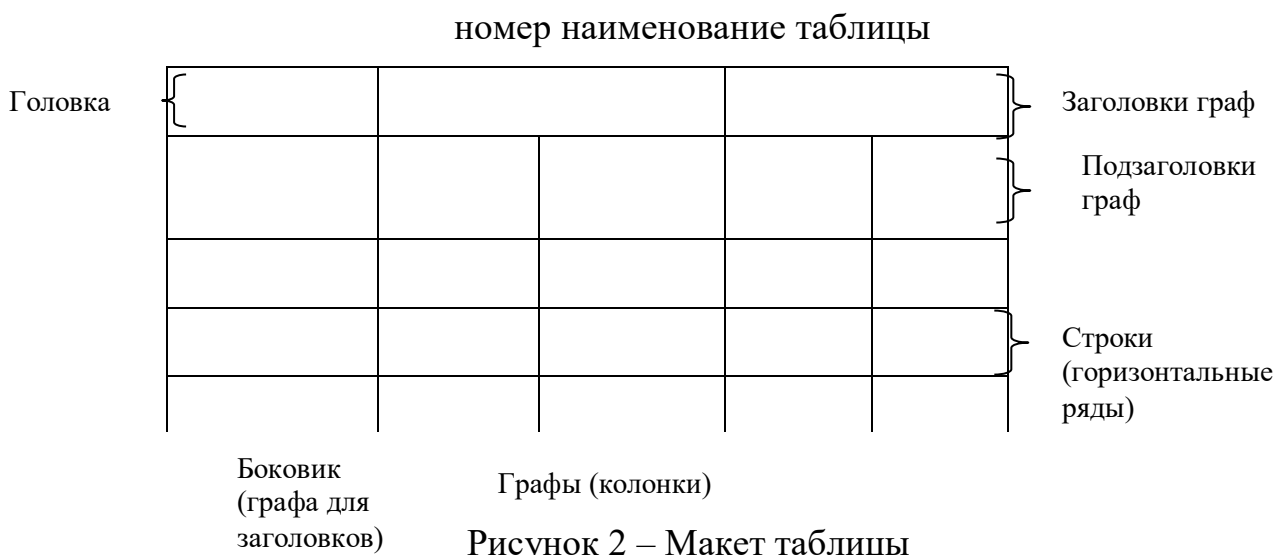 номер наименование таблицы
Головка
Заголовки граф
Подзаголовки
граф
Строки
(горизонтальные
ряды)
Боковик
(графа для
заголовков)
Графы (колонки)
Рисунок 2 – Макет таблицы